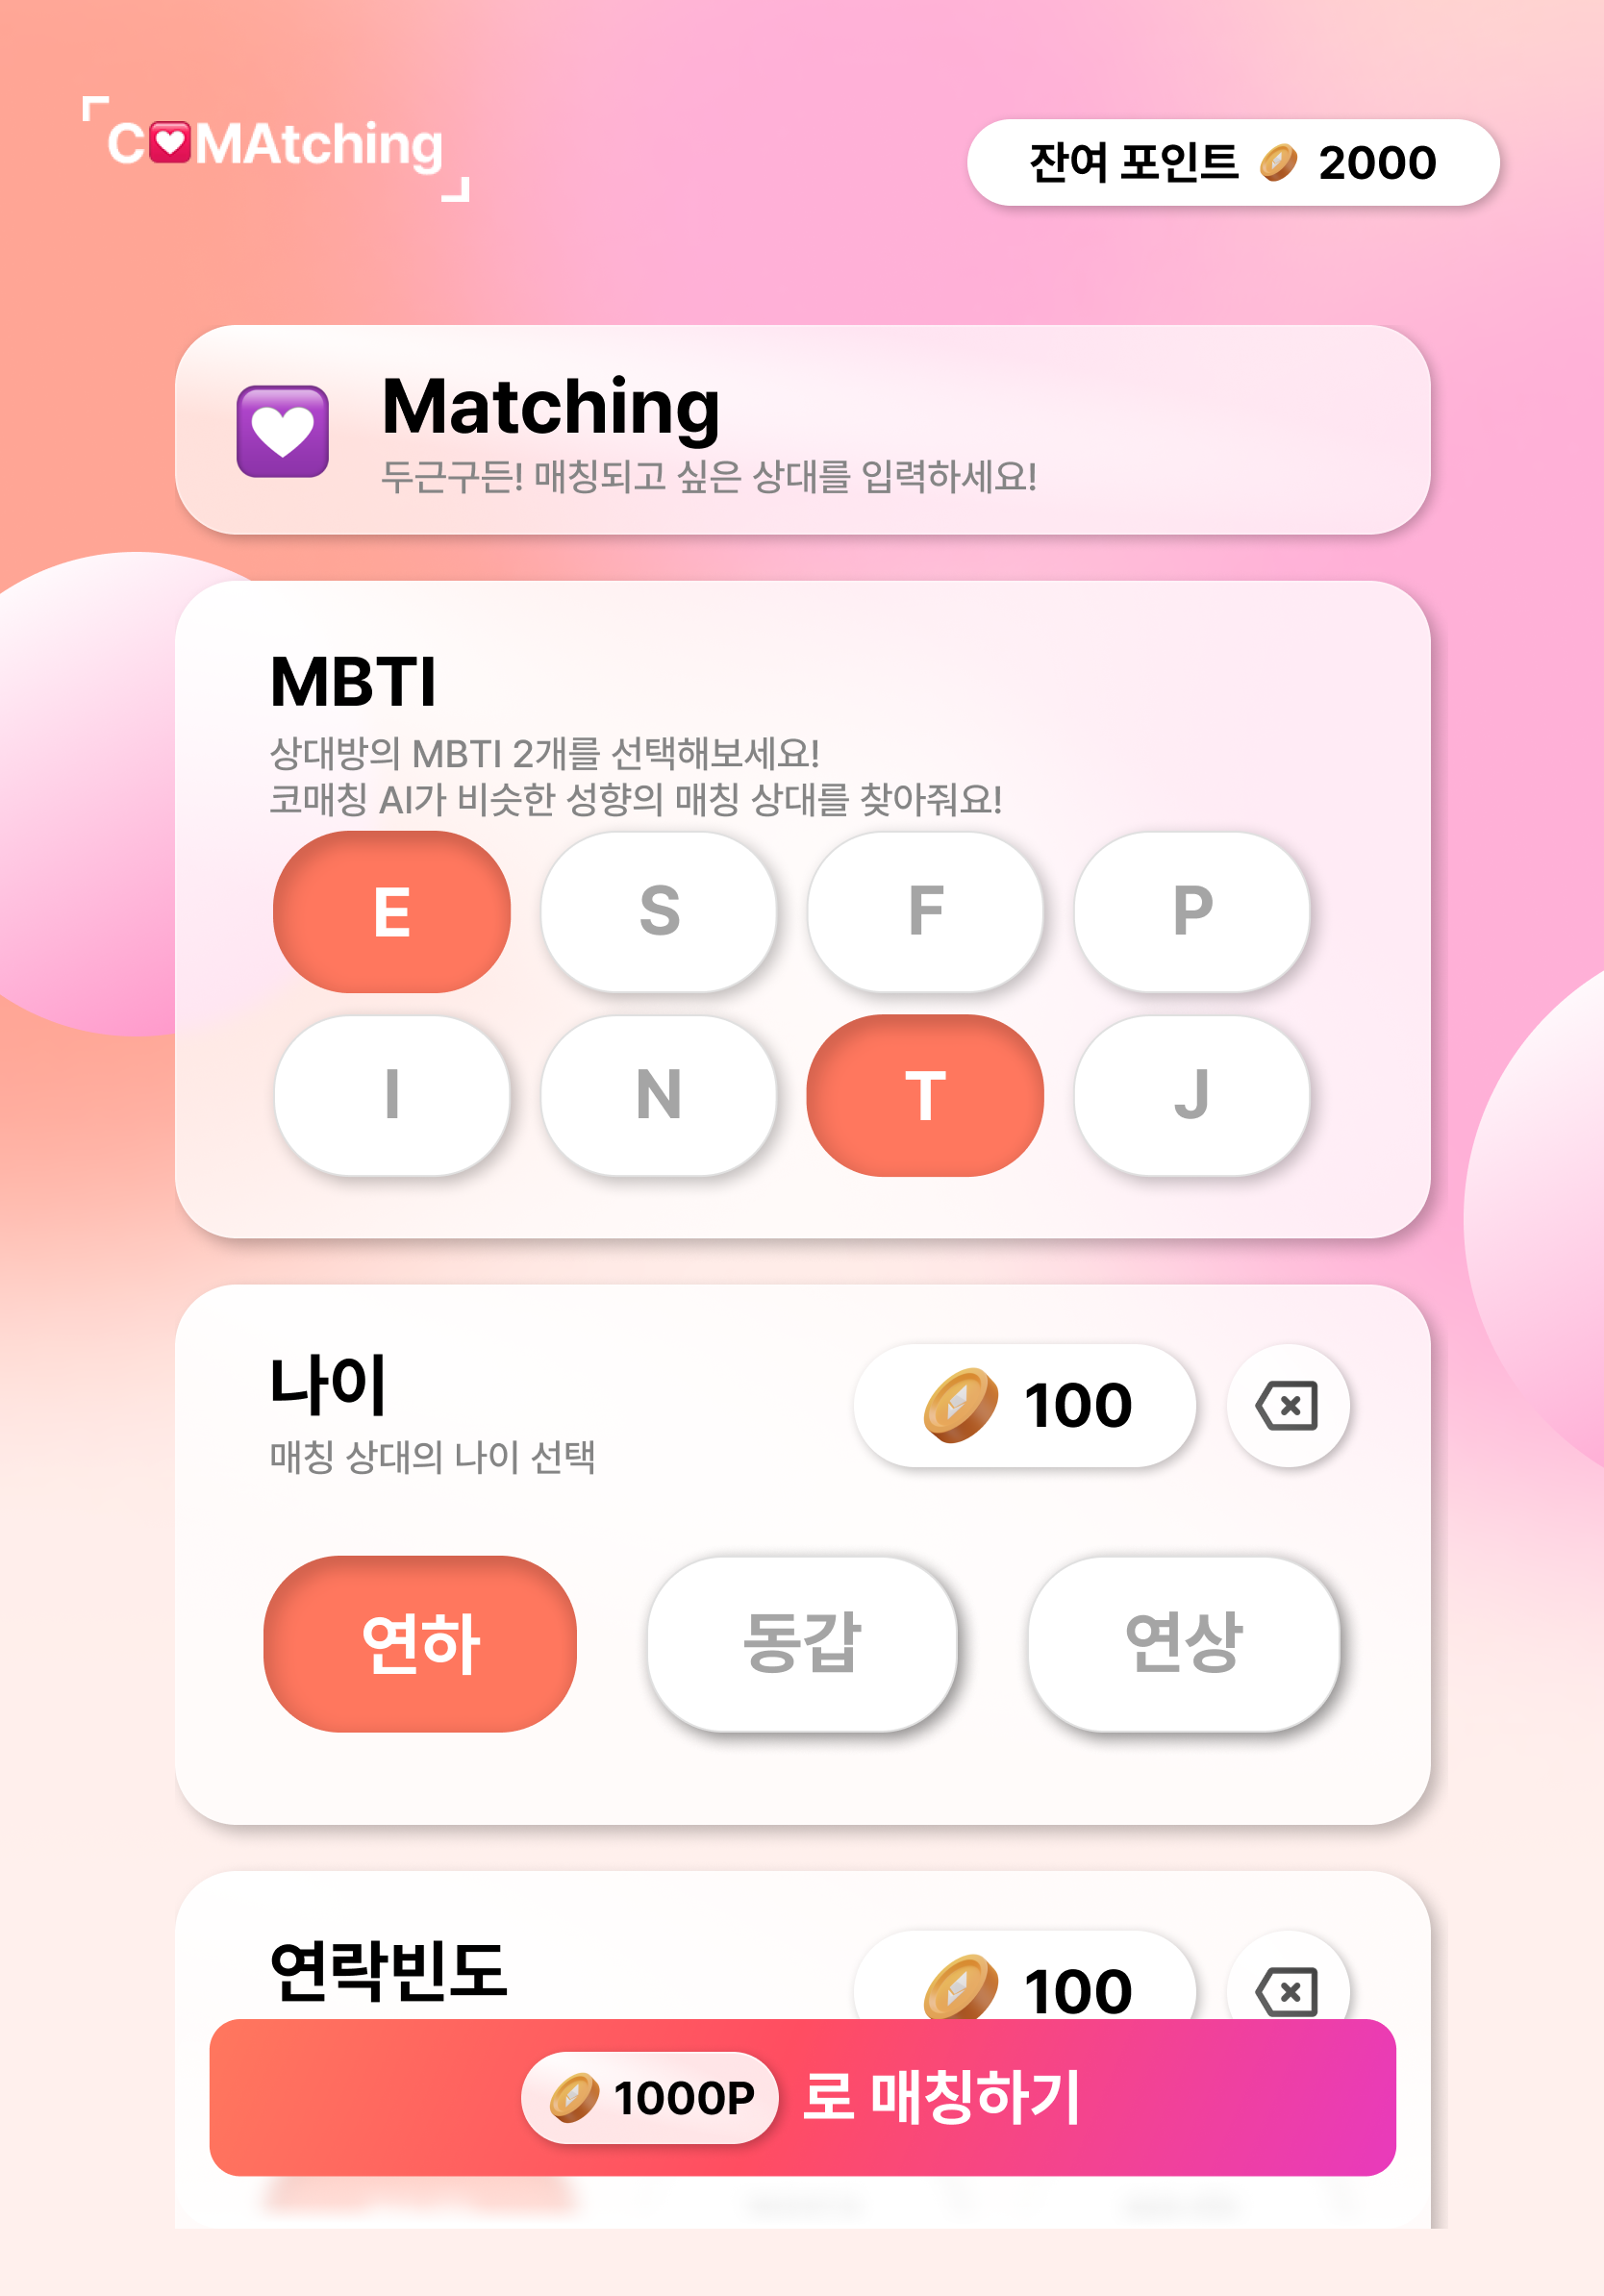 COMAtching
잔여 포인트 2000
Matching
두근구든! 매칭되고 싶은 상대를 입력하세요!
MBTI
상대방의 MBTI 2개를 선택해보세요!
코매칭 AI가 비슷한 성향의 매칭 상대를 찾아줘요!
E S F P
I N T J
나이
100
매칭 상대의 나이 선택
연하 동갑 연상
연락빈도
100
1000P 로 매칭하기